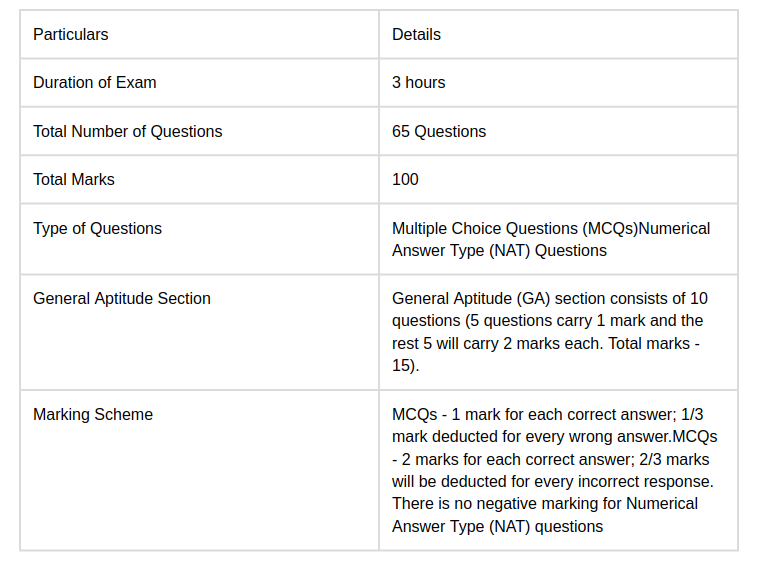 Particulars
Details
Duration of Exam
3 hours
Total Number of Questions
65 Questions
Total Marks
100
Type of Questions
Multiple Choice Questions (MCQs)Numerical
Answer Type (NAT) Questions
General Aptitude Section
General Aptitude (GA) section consists of 10
questions (5 questions carry 1 mark and the
rest 5 will carry 2 marks each. Total marks -
15).
Marking Scheme
MCQs - 1 mark for each correct answer; 1/3
mark deducted for every wrong answer.MCQs
- 2 marks for each correct answer; 2/3 marks
will be deducted for every incorrect response.
There is no negative marking for Numerical
Answer Type (NAT) questions